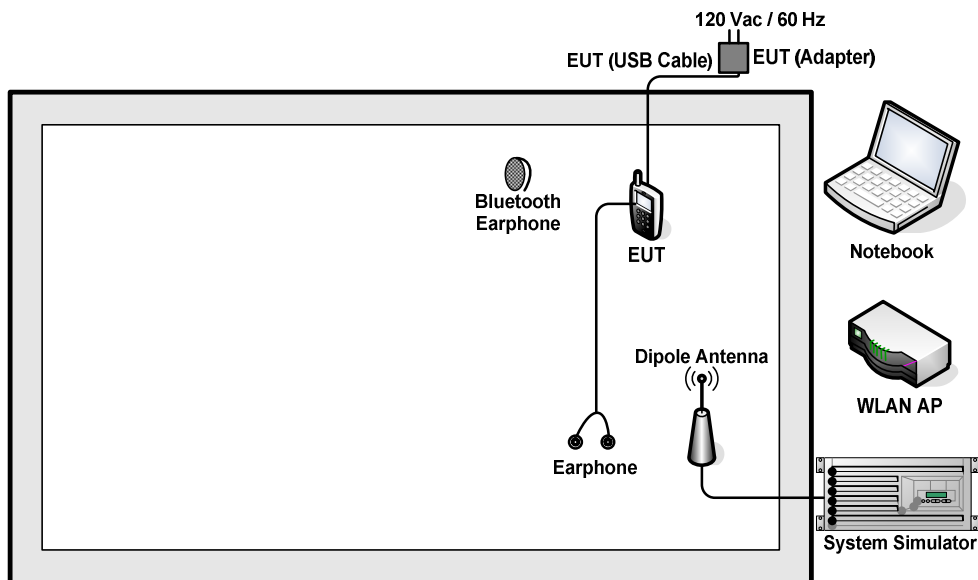 120 Vac / 60 Hz
EUT (USB Cable)
EUT (Adapter)
Bluetooth
Earphone
EUT
Notebook
Dipole Antenna
WLAN AP
Earphone
System Simulator